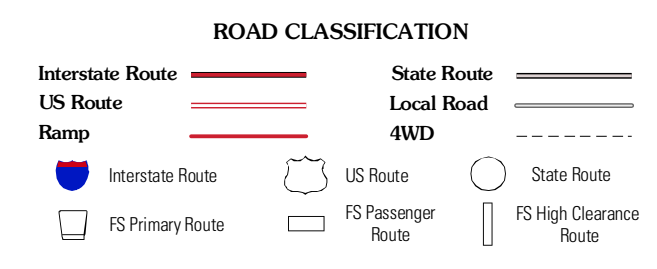 ROAD CLASSIFICATION
Interstate Route
State Route
US Route
Local Road
Ramp
4WD
Interstate Route
US Route
State Route
FS Primary Route
FS Passenger
Route
FS High Clearance
Route